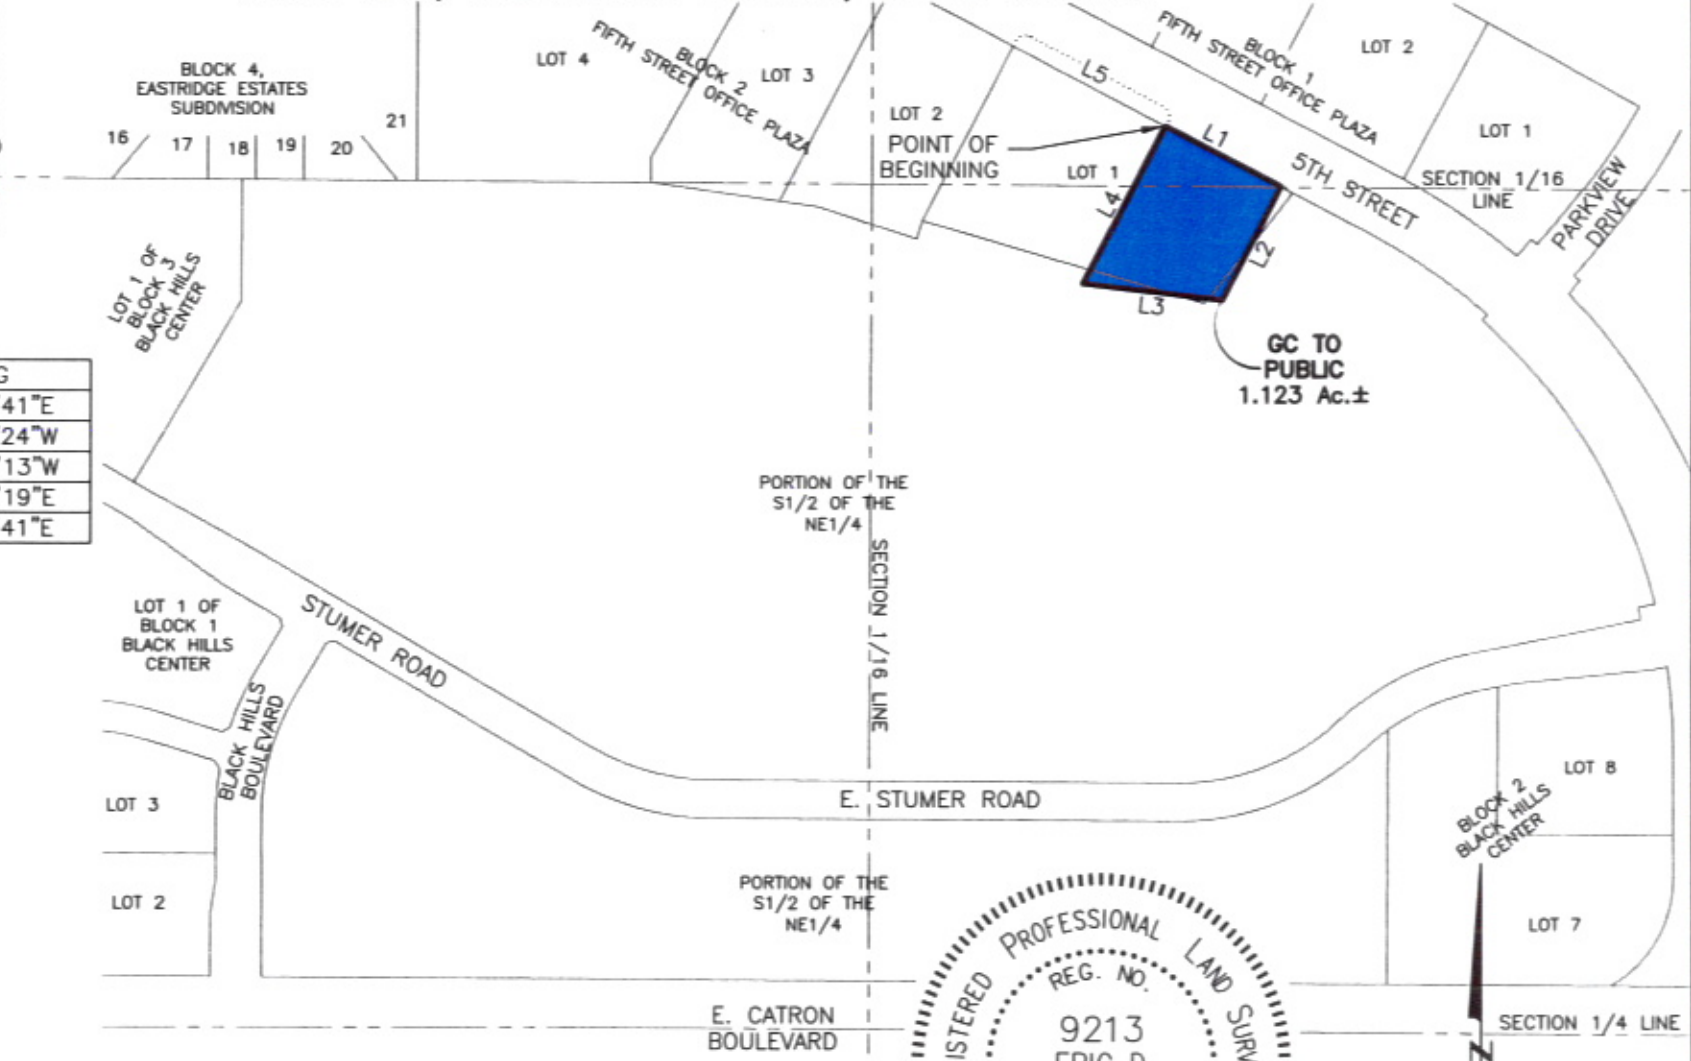 BLOCK 4,
EASTRIDGE ESTATES
SUBDIVISION
16
17
18
19
20
21
LOT 4
BLOCK 2
FIFTH STREET OFFICE PLAZA
LOT 3
LOT 2
POINT OF
BEGINNING
LOT 1
L5
L1
L4
L2
L3
BLOCK 1
FIFTH STREET OFFICE PLAZA
LOT 2
LOT 1
5TH STREET
SECTION 1/16
LINE
PARKVIEW
DRIVE
GC TO
PUBLIC
1.123 Ac.±
LOT 1 OF
BLOCK 3
BLACK HILLS
CENTER
G
41"E
24"W
13"W
19"E
41"E
PORTION OF THE
S1/2 OF THE
NE1/4
SECTION 1/16 LINE
LOT 1 OF
BLOCK 1
BLACK HILLS
CENTER
STUMER ROAD
BLACK HILLS
BOULEVARD
LOT 3
LOT 2
E. STUMER ROAD
PORTION OF THE
S1/2 OF THE
NE1/4
LOT 8
BLOCK 2
BLACK HILLS
CENTER
LOT 7
PROFESSIONAL LAND
REG. NO.
9213
E. CATRON
BOULEVARD
SECTION 1/4 LINE